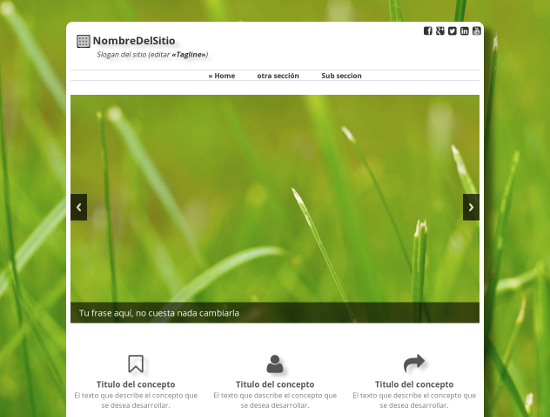 NombreDelSitio
Slogan del sitio (editar «Tagline»)
» Home otra sección Sub seccion
Tu frase aquí, no cuesta nada cambiarla
Titulo del concepto Titulo del concepto Titulo del concepto
El texto que describe el concepto que El texto que describe el concepto que El texto que describe el concepto que
se desea desarrollar. se desea desarrollar. se desea desarrollar.